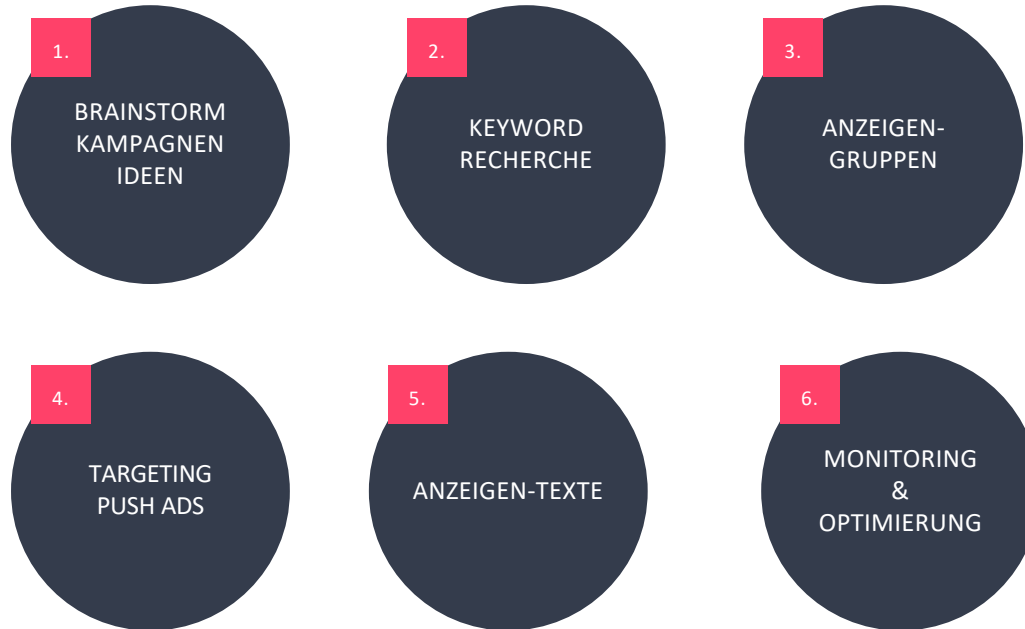 1.
BRAINSTORM
KAMPAGNEN
IDEEN
2.
KEYWORD
RECHERCHE
3.
ANZEIGEN-
GRUPPEN
4.
TARGETING
PUSH ADS
5.
ANZEIGEN-TEXTE
6.
MONITORING
&
OPTIMIERUNG